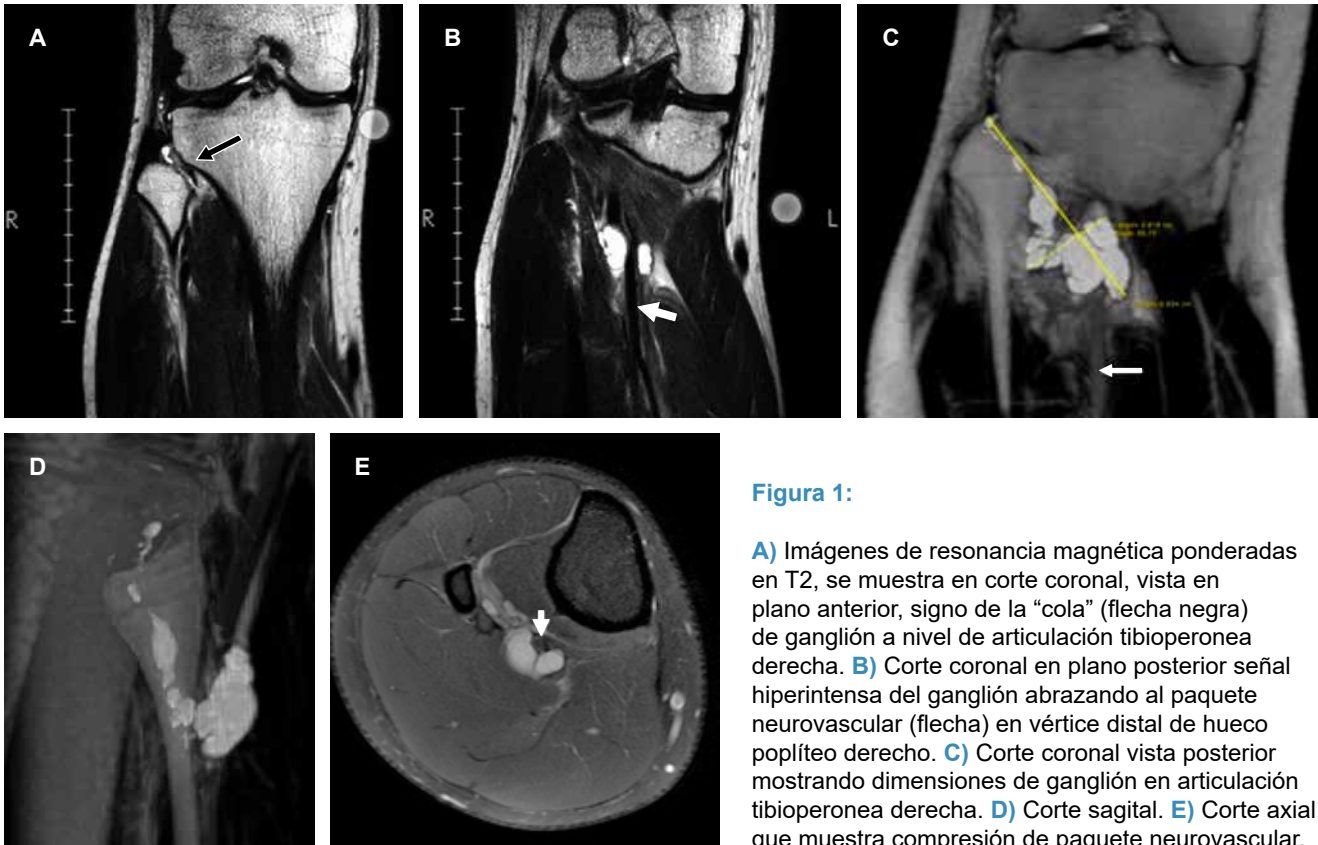 A
R
B
R
L
C
D
E
Figura 1:
A) Imágenes de resonancia magnética ponderadas
en T2, se muestra en corte coronal, vista en
plano anterior, signo de la “cola” (flecha negra)
de ganglión a nivel de articulación tibioperonea
derecha. B) Corte coronal en plano posterior señal
hiperintensa del ganglión abrazando al paquete
neurovascular (flecha) en vértice distal de hueco
poplíteo derecho. C) Corte coronal vista posterior
mostrando dimensiones de ganglión en articulación
tibioperonea derecha. D) Corte sagital. E) Corte axial
que muestra compresión de paquete neurovascular.